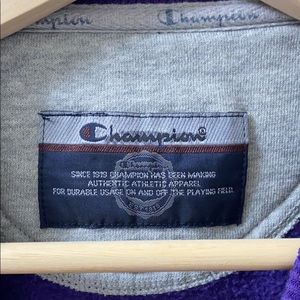 Champion Champion
Champion®
SINCE 1919 CHAMPION HAS BEEN MAKING
AUTHENTIC ATHLETIC APPAREL
FOR DURABLE USAGE ON AND OFF THE PLAYING FIELD.